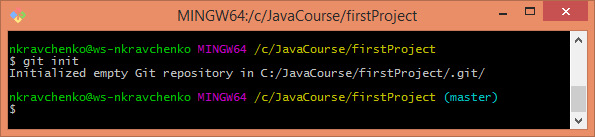 MINGW64:/c/JavaCourse/firstProject
nkravchenko@ws-nkravchenko MINGW64 /c/JavaCourse/firstProject
$ git init
Initialized empty Git repository in C:/JavaCourse/firstProject/.git/
nkravchenko@ws-nkravchenko MINGW64 /c/JavaCourse/firstProject (master)
$